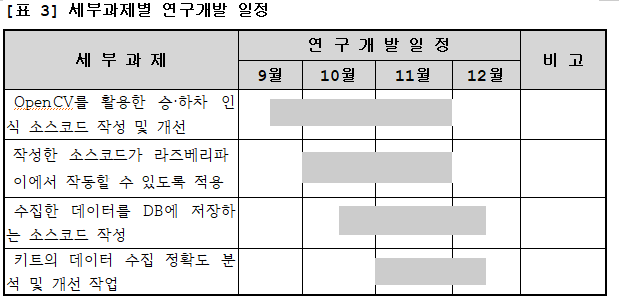 [표 3] 세부과제별 연구개발 일정
세 부 과 제
연 구 개 발 일 정
비 고
9월 10월 11월 12월
OpenCV를 활용한 승·하차 인
식 소스코드 작성 및 개선
작성한 소스코드가 라즈베리파
이에서 작동할 수 있도록 적용
수집한 데이터를 DB에 저장하
는 소스코드 작성
키트의 데이터 수집 정확도 분
석 및 개선 작업